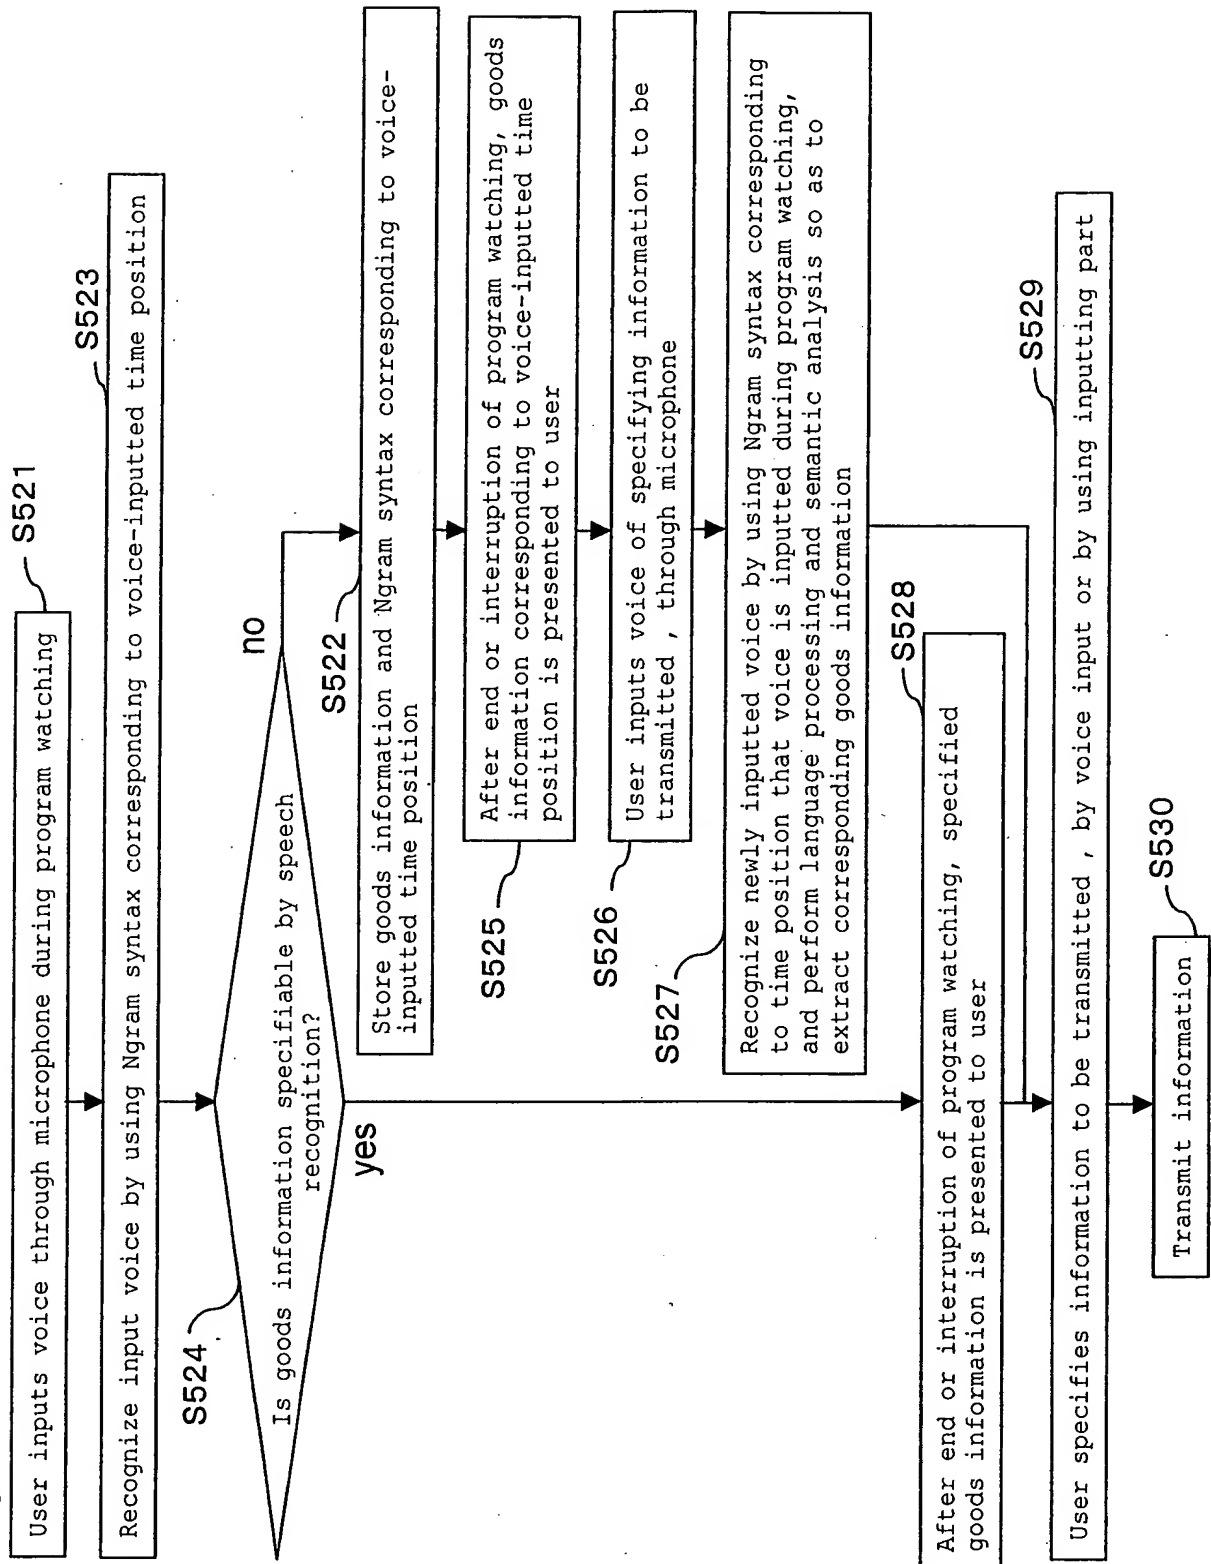 User inputs voice through microphone during program watching
S521
Recognize input voice by using Ngram syntax corresponding to voice-inputted time position
S523
Is goods information specifiable by speech
recognition?
S524
no
yes
Store goods information and Ngram syntax corresponding to voice-
inputted time position
S522
After end or interruption of program watching, goods
information corresponding to voice-inputted time
position is presented to user
S525
User inputs voice of specifying information to be
transmitted , through microphone
S526
Recognize newly inputted voice by using Ngram syntax corresponding
to time position that voice is inputted during program watching,
and perform language processing and semantic analysis so as to
extract corresponding goods information
S527
After end or interruption of program watching, specified
goods information is presented to user
S528
User specifies information to be transmitted , by voice input or by using inputting part
S529
Transmit information
S530